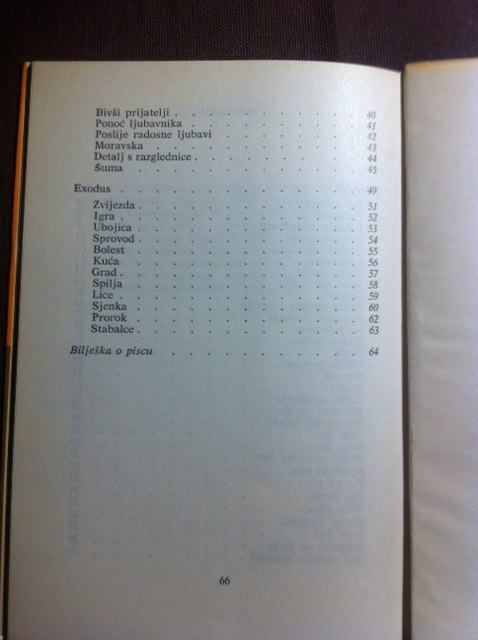 Bivši prijatelji . . . . . . . . . . . 40
Ponoć ljubavnika . . . . . . . . . . 41
Poslije radosne ljubavi . . . . . . . . 42
Moravska . . . . . . . . . . . . 43
Detalj s razglednice . . . . . . . . . . 44
Šuma . . . . . . . . . . . . . 45
Exodus . . . . . . . . . . . . . 49
Zvijezda . . . . . . . . . . . . . 51
Igra . . . . . . . . . . . . . . 52
Ubojica . . . . . . . . . . . . . 53
Sprovod . . . . . . . . . . . . . 54
Bolest . . . . . . . . . . . . . 55
Kuća . . . . . . . . . . . . . 56
Grad . . . . . . . . . . . . . . 57
Spilja . . . . . . . . . . . . . 58
Lice . . . . . . . . . . . . . . 59
Sjenka . . . . . . . . . . . . . 60
Prorok . . . . . . . . . . . . . 62
Stabalce . . . . . . . . . . . . . 63
Bilješka o piscu . . . . . . . . . . . 64
66